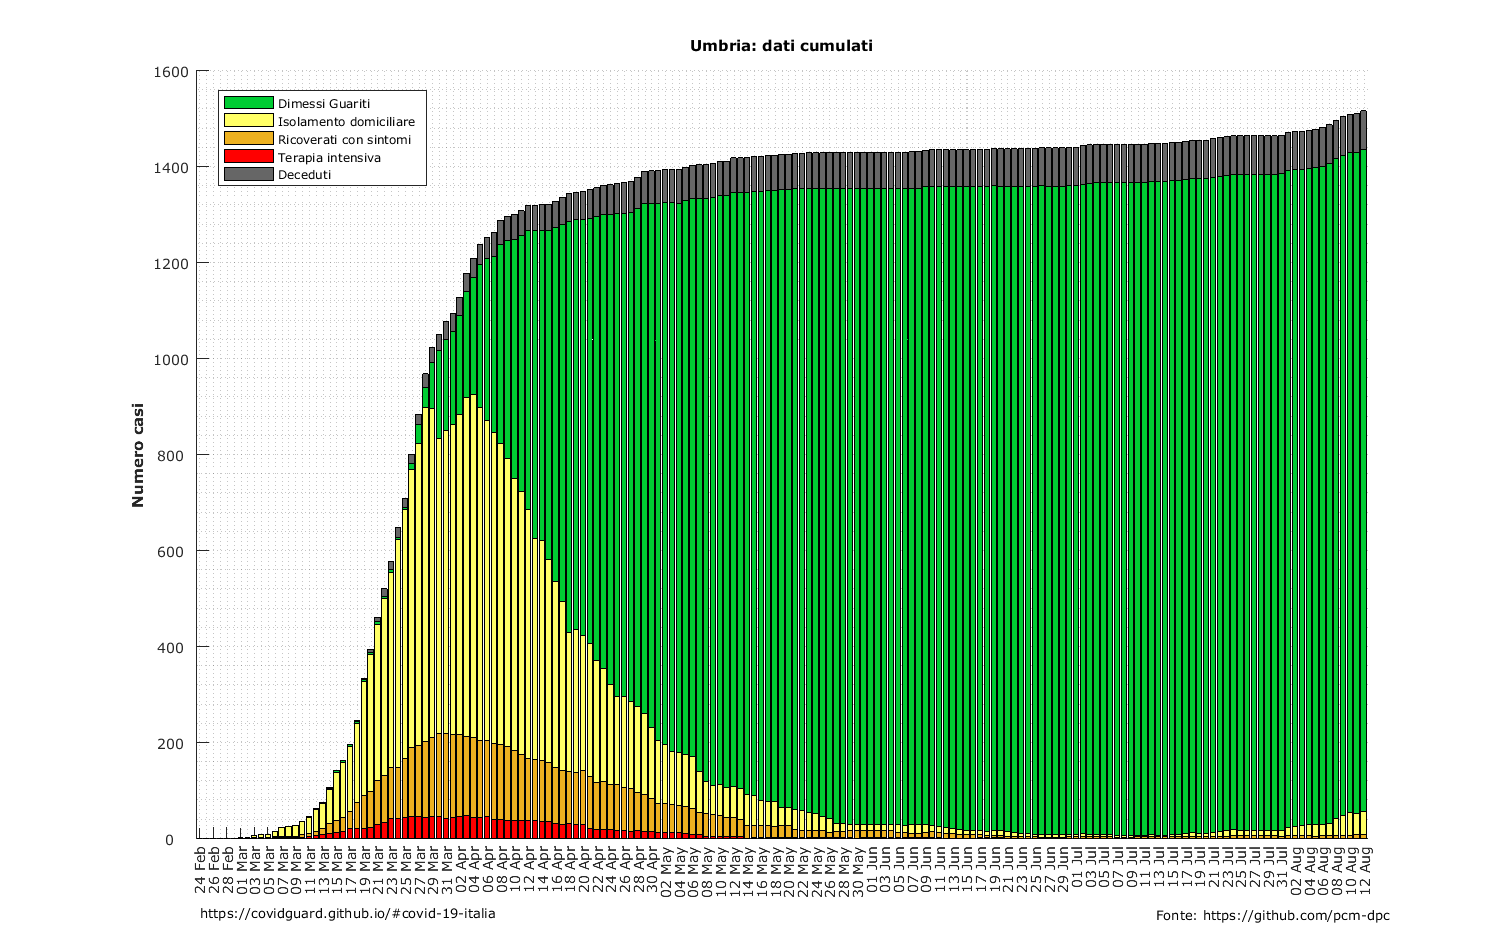 Umbria: dati cumulati
1600
1400
1200
1000
800
600
400
200
0
Numero casi
Dimessi Guariti
Isolamento domiciliare
Ricoverati con sintomi
Terapia intensiva
Deceduti
24 Feb
26 Feb
28 Feb
01 Mar
03 Mar
05 Mar
07 Mar
09 Mar
11 Mar
13 Mar
15 Mar
17 Mar
19 Mar
21 Mar
23 Mar
25 Mar
27 Mar
29 Mar
31 Mar
02 Apr
04 Apr
06 Apr
08 Apr
10 Apr
12 Apr
14 Apr
16 Apr
18 Apr
20 Apr
22 Apr
24 Apr
26 Apr
28 Apr
30 Apr
02 May
04 May
06 May
08 May
10 May
12 May
14 May
16 May
18 May
20 May
22 May
24 May
26 May
28 May
30 May
01 Jun
03 Jun
05 Jun
07 Jun
09 Jun
11 Jun
13 Jun
15 Jun
17 Jun
19 Jun
21 Jun
23 Jun
25 Jun
27 Jun
29 Jun
01 Jul
03 Jul
05 Jul
07 Jul
09 Jul
11 Jul
13 Jul
15 Jul
17 Jul
19 Jul
21 Jul
23 Jul
25 Jul
27 Jul
29 Jul
31 Jul
02 Aug
04 Aug
06 Aug
08 Aug
10 Aug
12 Aug
https://covidguard.github.io/#covid-19-italia
Fonte: https://github.com/pcm-dpc